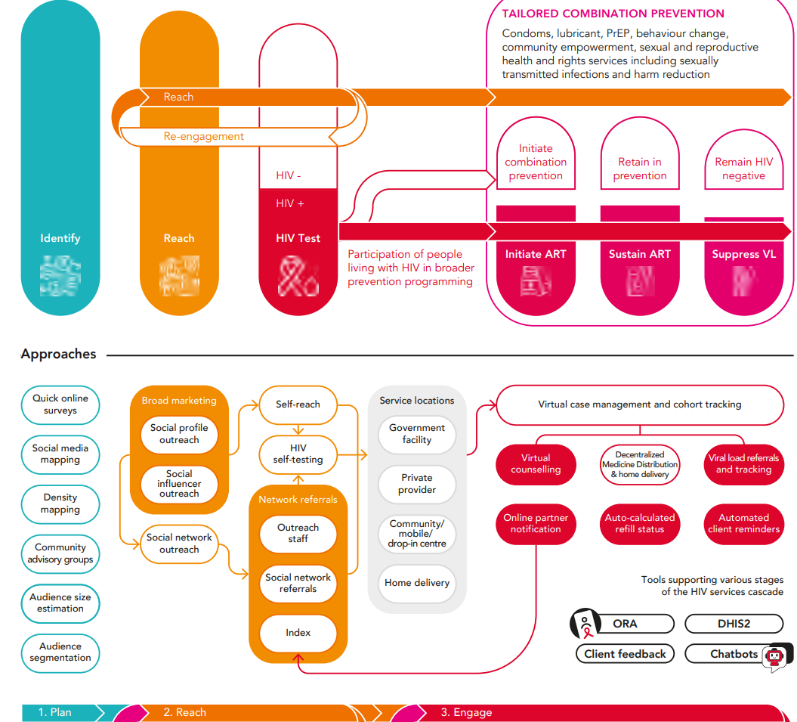 TAILORED COMBINATION PREVENTION
Condoms, lubricant, PrEP, behaviour change,
community empowerment, sexual and reproductive
health and rights services including sexually
transmitted infections and harm reduction
Reach
Re-engagement
Initiate
combination
prevention
Retain in
prevention
Remain HIV
negative
HIV -
HIV +
Identify
Reach
HIV Test
Participation of people
living with HIV in broader
prevention programming
Initiate ART
Sustain ART
Suppress VL
Approaches
Quick online
surveys
Social media
mapping
Density
mapping
Community
advisory groups
Audience size
estimation
Audience
segmentation
Broad marketing
Social profile
outreach
Social
influencer
outreach
Social network
outreach
Self-reach
HIV
self-testing
Network referrals
Outreach
staff
Social network
referrals
Index
Service locations
Government
facility
Private
provider
Community/
mobile/
drop-in centre
Home delivery
Virtual case management and cohort tracking
Virtual
counselling
Decentralized
Medicine Distribution
& home delivery
Viral load referrals
and tracking
Online partner
notification
Auto-calculated
refill status
Automated
client reminders
Tools supporting various stages
of the HIV services cascade
ORA
DHIS2
Client feedback
Chatbots
1. Plan
2. Reach
3. Engage